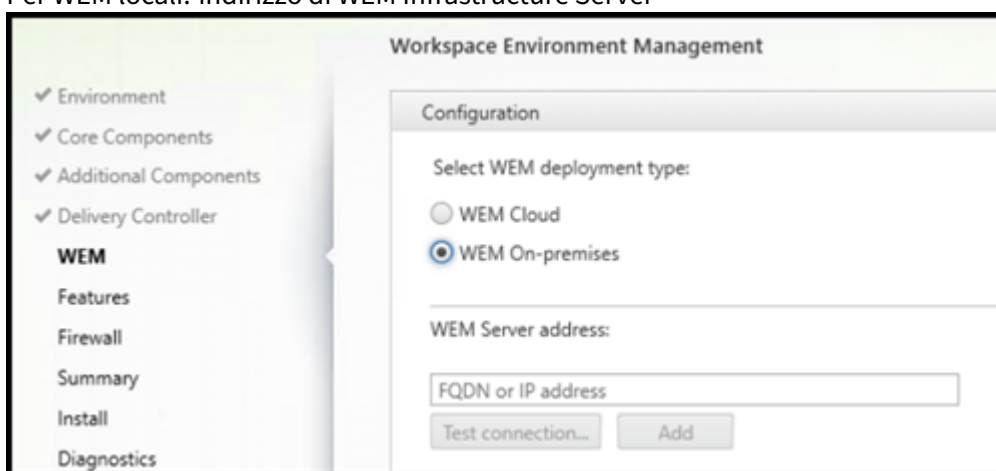 Per WEM locali: indirizzo di WEM Infrastructure Server
Workspace Environment Management
✔ Environment
✔ Core Components
✔ Additional Components
✔ Delivery Controller
WEM
Features
Firewall
Summary
Install
Diagnostics
Configuration
Select WEM deployment type:
WEM Cloud
WEM On-premises
WEM Server address:
FQDN or IP address
Test connection... Add